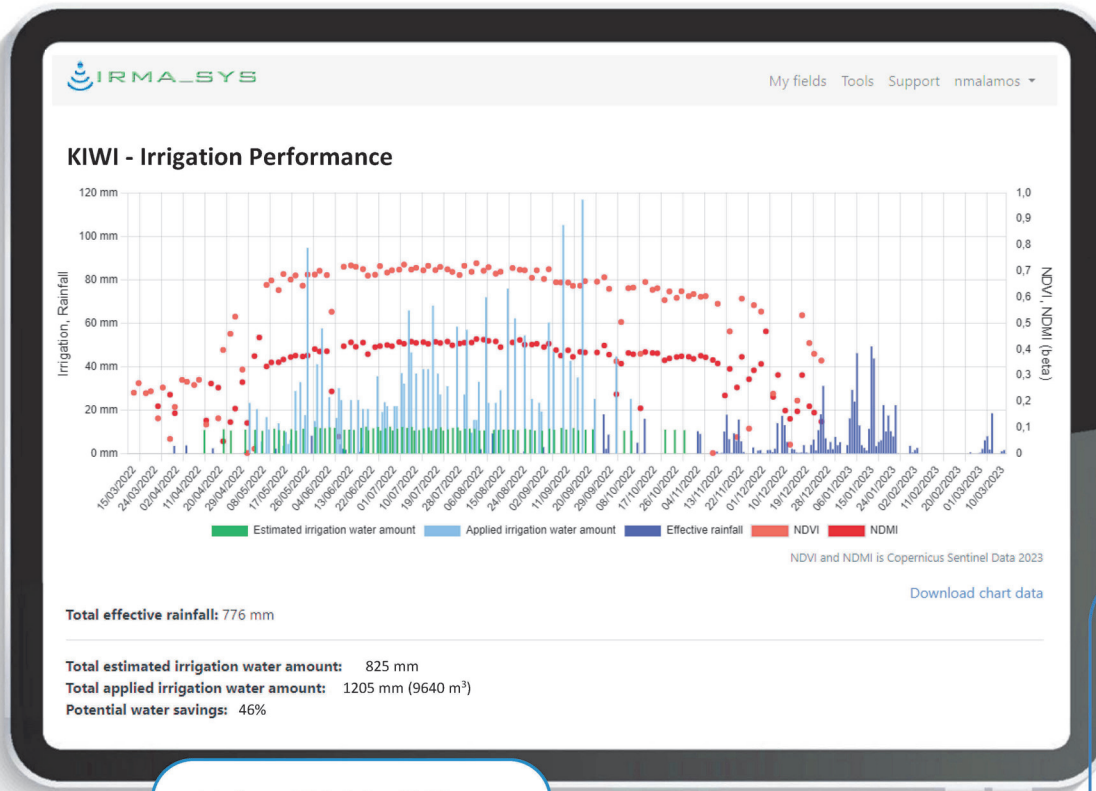 IRMA_SYS
My fields Tools Support nmalamos
KIWI - Irrigation Performance
120 mm
100 mm
80 mm
60 mm
40 mm
20 mm
0 mm
Irrigation, Rainfall
1,0
0,9
0,8
0,7
0,6
0,5
0,4
0,3
0,2
0,1
0
NDVI, NDMI (beta)
15/03/2022
24/03/2022
02/04/2022
11/04/2022
20/04/2022
29/04/2022
08/05/2022
17/05/2022
26/05/2022
04/06/2022
13/06/2022
22/06/2022
01/07/2022
10/07/2022
19/07/2022
28/07/2022
06/08/2022
15/08/2022
24/08/2022
02/09/2022
11/09/2022
20/09/2022
29/09/2022
08/10/2022
17/10/2022
26/10/2022
04/11/2022
13/11/2022
22/11/2022
01/12/2022
10/12/2022
19/12/2022
28/12/2022
06/01/2023
15/01/2023
24/01/2023
02/02/2023
11/02/2023
20/02/2023
01/03/2023
10/03/2023
Estimated irrigation water amount Applied irrigation water amount Effective rainfall NDVI NDMI
NDVI and NDMI is Copernicus Sentinel Data 2023
Download chart data
Total effective rainfall: 776 mm
Total estimated irrigation water amount: 825 mm
Total applied irrigation water amount: 1205 mm (9640 m³)
Potential water savings: 46%